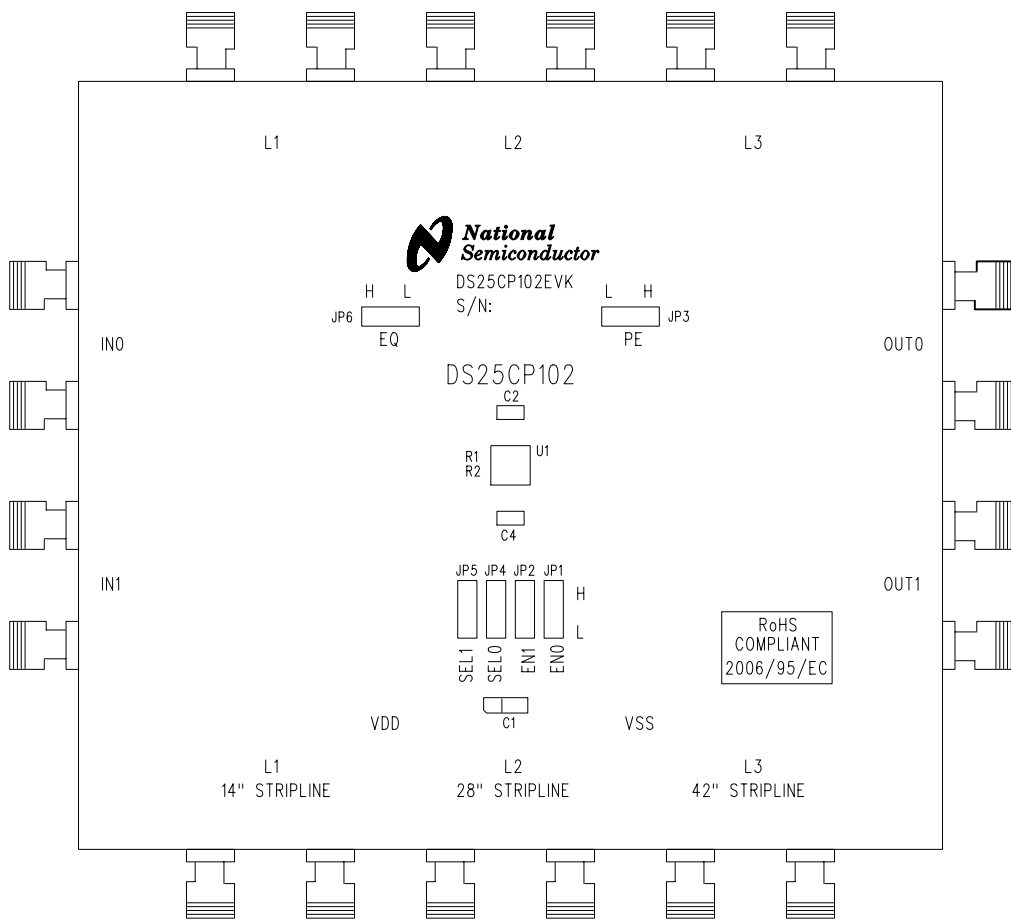 L1 L2 L3
National
Semiconductor
DS25CP102EVK
S/N:
H L
JP6
EQ
L H
JP3
PE
IN0
OUT0
DS25CP102
C2
R1
R2
U1
C4
IN1
OUT1
JP5 JP4 JP2 JP1
H
L
SEL1 SEL0 EN1 EN0
RoHS
COMPLIANT
2006/95/EC
C1
VDD
VSS
L1
14" STRIPLINE
L2
28" STRIPLINE
L3
42" STRIPLINE